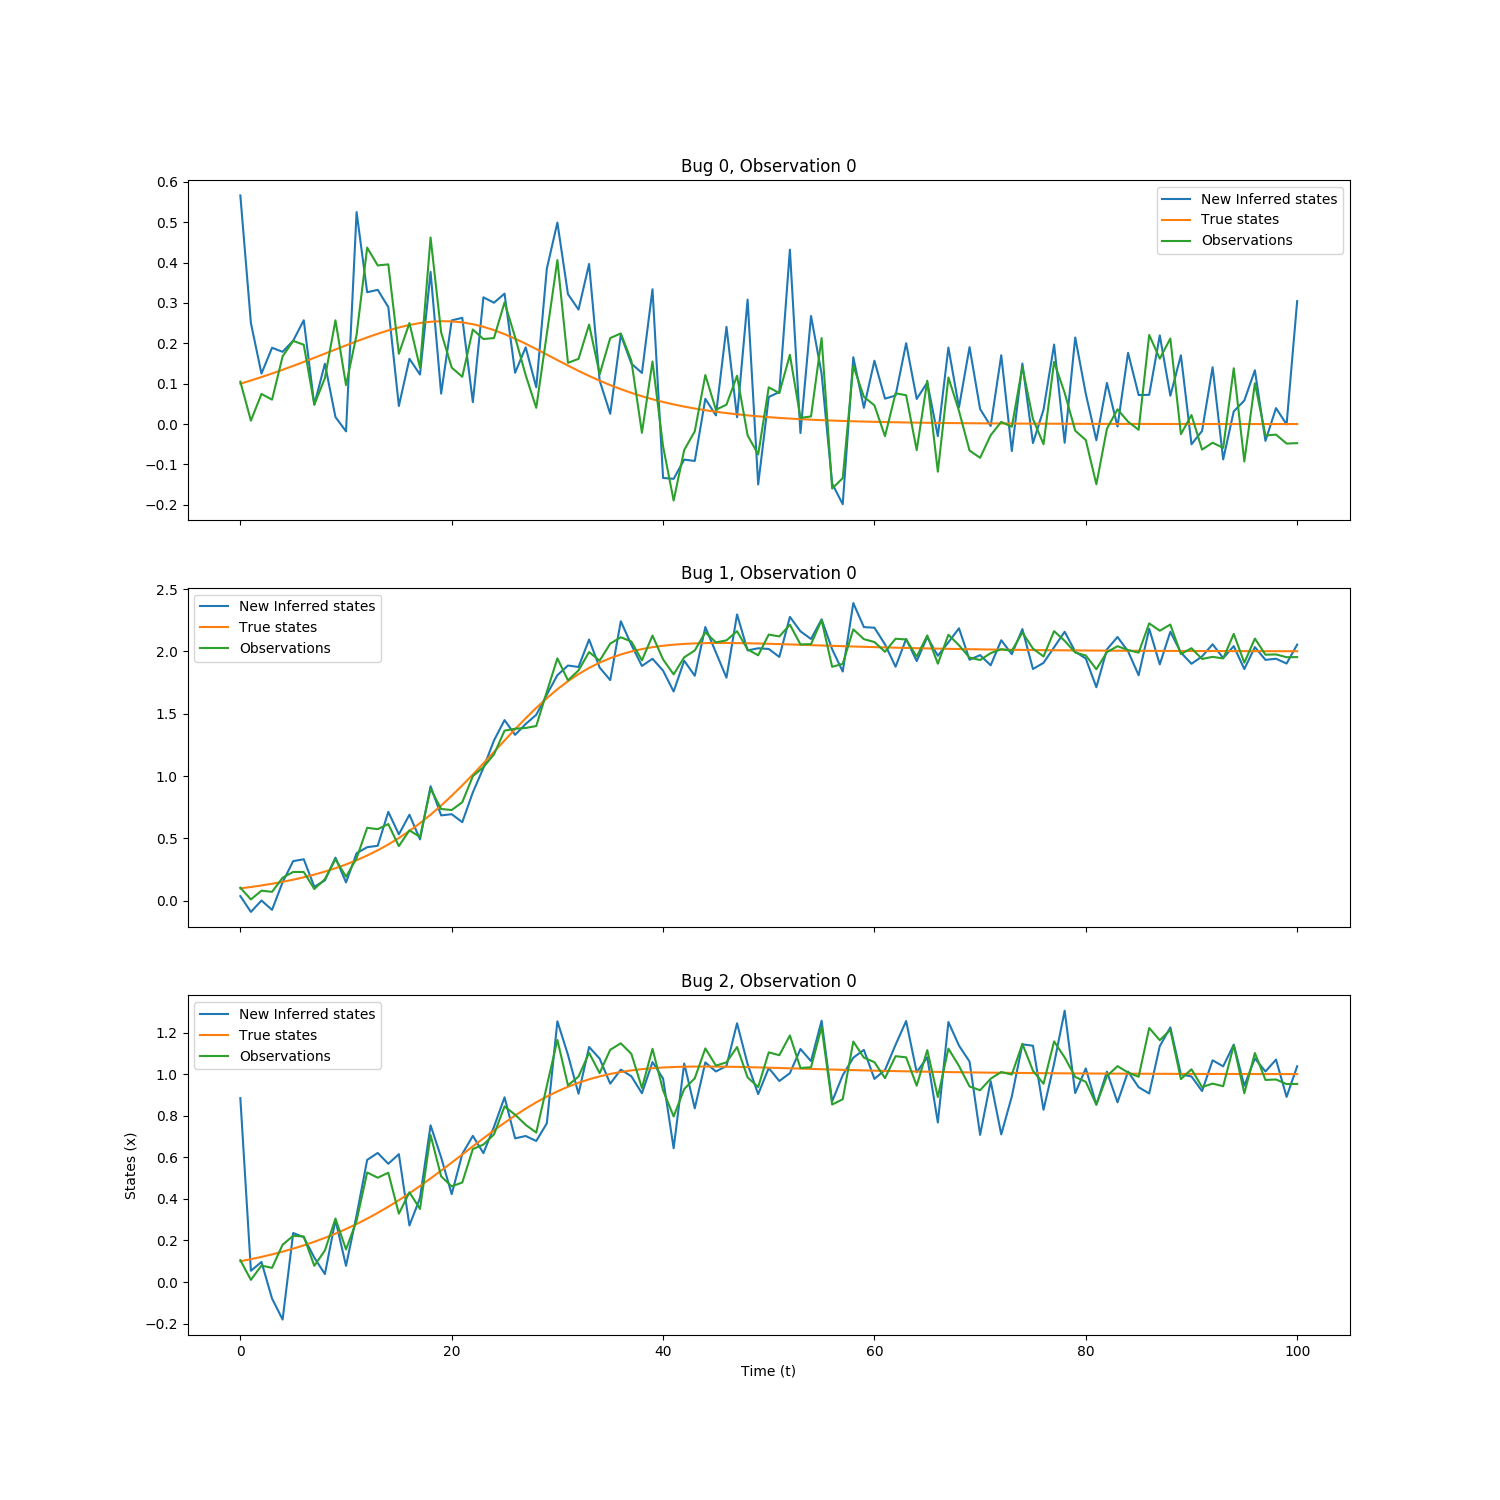 Bug 0, Observation 0
0.6
0.5
0.4
0.3
0.2
0.1
0.0
−0.1
−0.2
New Inferred states
True states
Observations
Bug 1, Observation 0
2.5
2.0
1.5
1.0
0.5
0.0
New Inferred states
True states
Observations
Bug 2, Observation 0
1.2
1.0
0.8
0.6
0.4
0.2
0.0
−0.2
New Inferred states
True states
Observations
States (x)
0 20 40 60 80 100
Time (t)